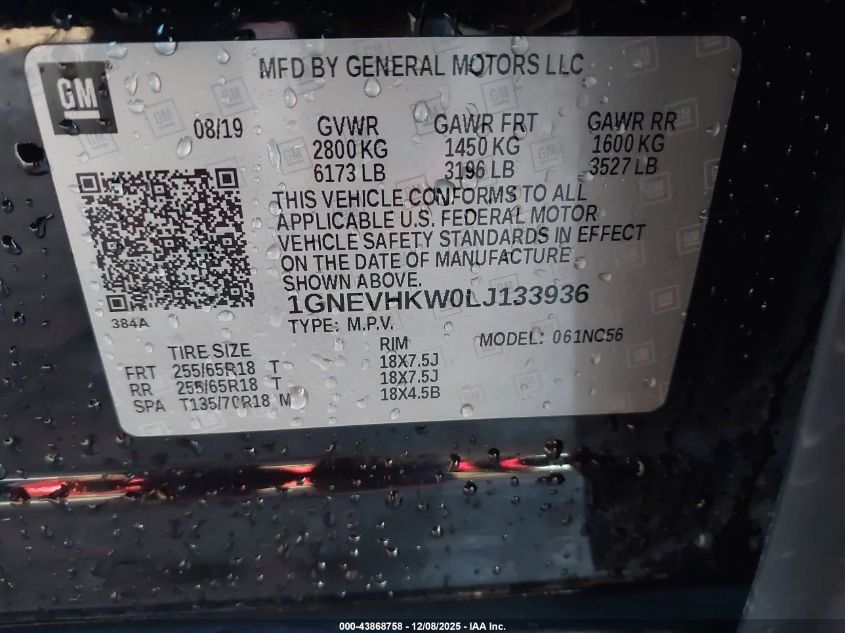 GM
MFD BY GENERAL MOTORS LLC
08/19 GVWR GAWR FRT GAWR RR
2800 KG 1450 KG 1600 KG
6173 LB 3196 LB 3527 LB
THIS VEHICLE CONFORMS TO ALL
APPLICABLE U.S. FEDERAL MOTOR
VEHICLE SAFETY STANDARDS IN EFFECT
ON THE DATE OF MANUFACTURE
SHOWN ABOVE.
1GNEVHKW0LJ133936
384A
TYPE: M.P.V. MODEL: 061NC56
TIRE SIZE RIM
FRT 255/65R18 T 18X7.5J
RR 255/65R18 T 18X7.5J
SPA T135/70R18 M 18X4.5B
000-43868758 - 12/08/2025 - IAA Inc.